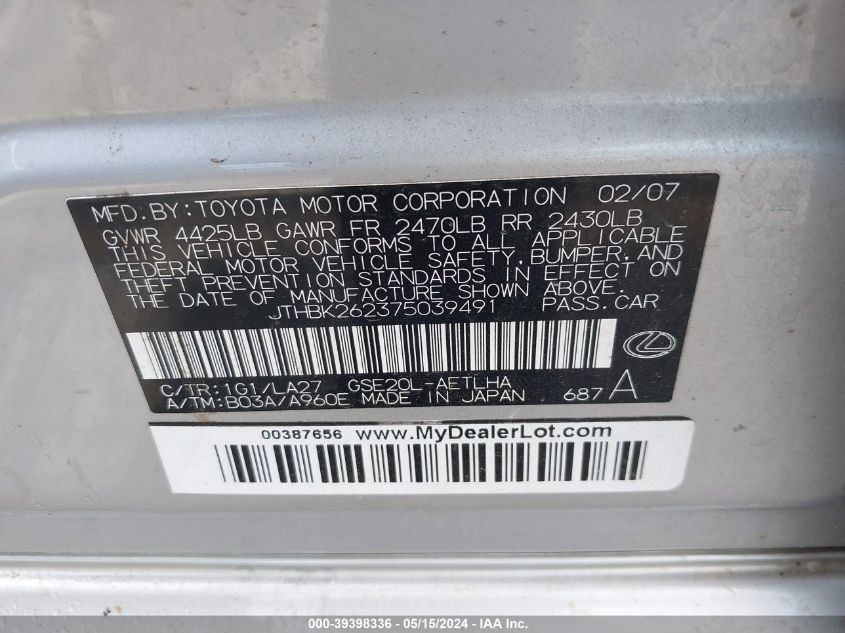 MFD.BY:TOYOTA MOTOR CORPORATION 02/07
GVWR 4425LB GAWR FR 2470LB RR 2430LB
THIS VEHICLE CONFORMS TO ALL APPLICABLE
FEDERAL MOTOR VEHICLE SAFETY,BUMPER,AND
THEFT PREVENTION STANDARDS IN EFFECT ON
THE DATE OF MANUFACTURE SHOWN ABOVE.
JTHBK262375039491 PASS.CAR
C/TR:1G1/LA27 GSE20L-AETLHA
A/TM:B03A/A960E MADE IN JAPAN 687A
00387656 www.MyDealerLot.com
000-39398336 - 05/15/2024 - IAA Inc.